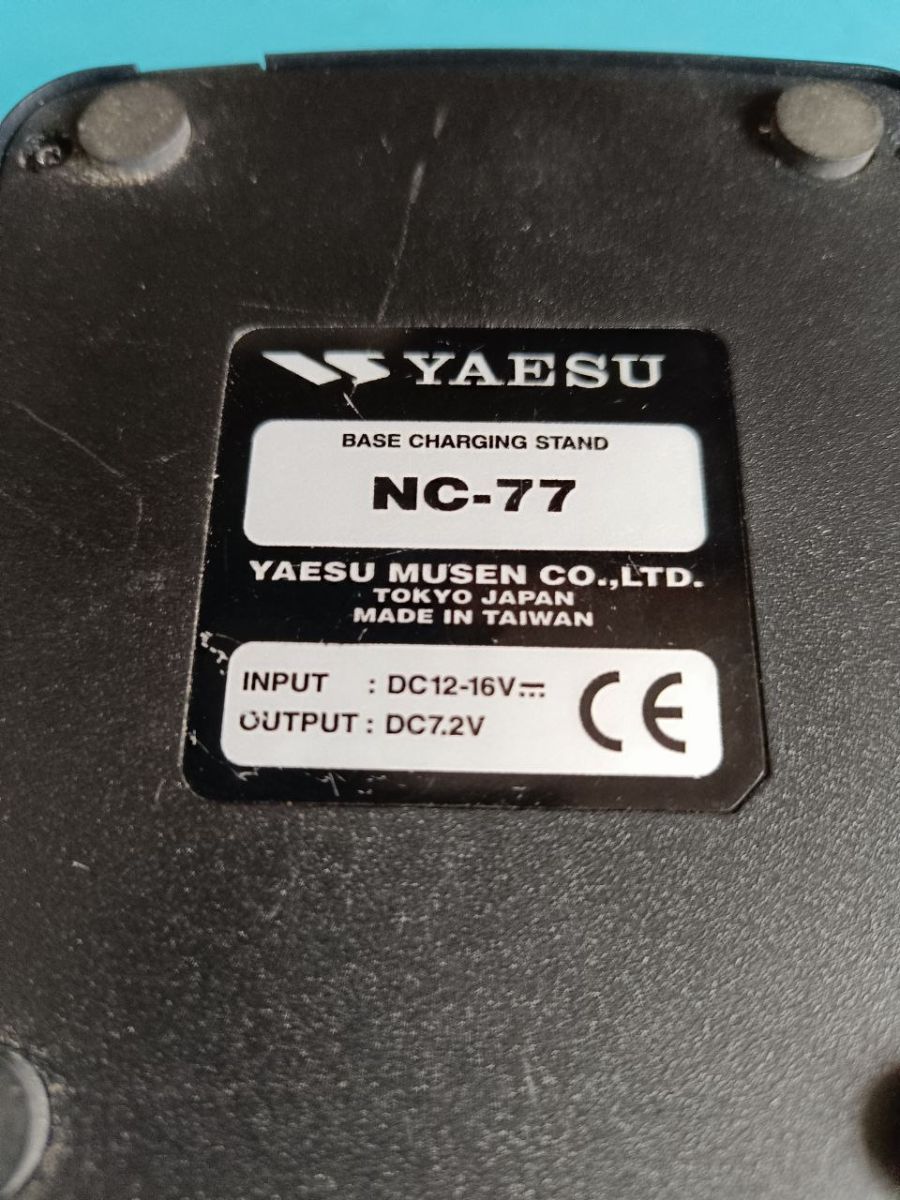 YAESU
BASE CHARGING STAND
NC-77
YAESU MUSEN CO.,LTD.
TOKYO JAPAN
MADE IN TAIWAN
INPUT : DC12-16V⎓
OUTPUT : DC7.2V
CE